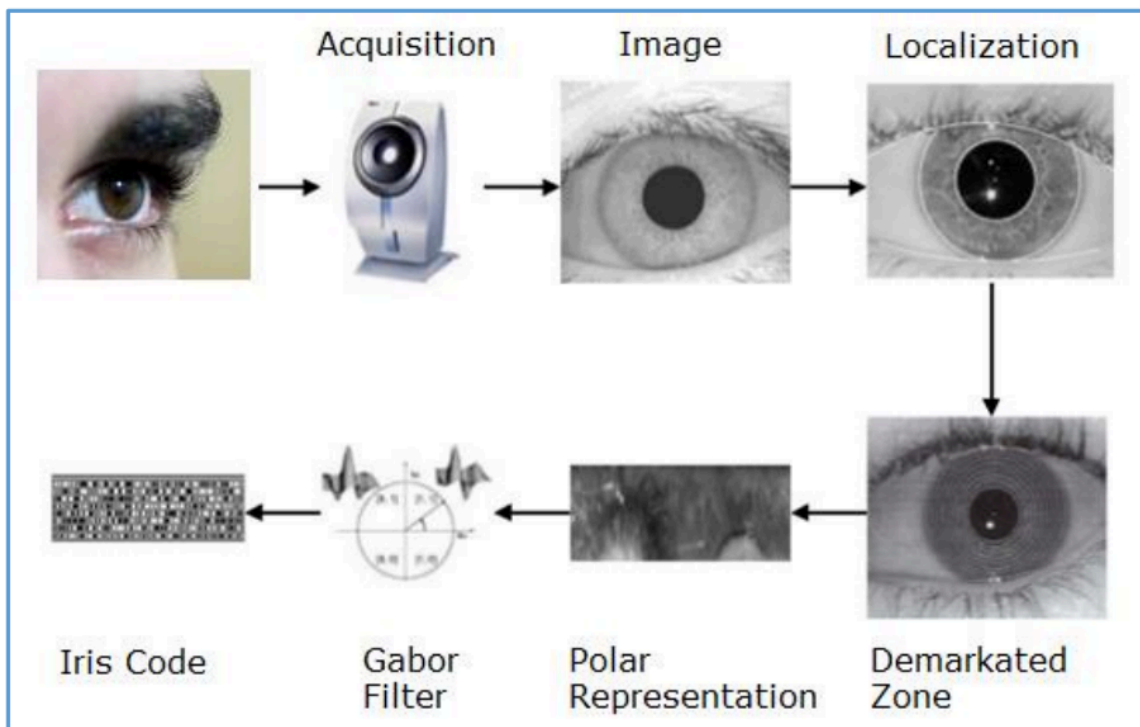 Acquisition
Image
Localization
Iris Code
Gabor
Filter
Polar
Representation
Demarkated
Zone